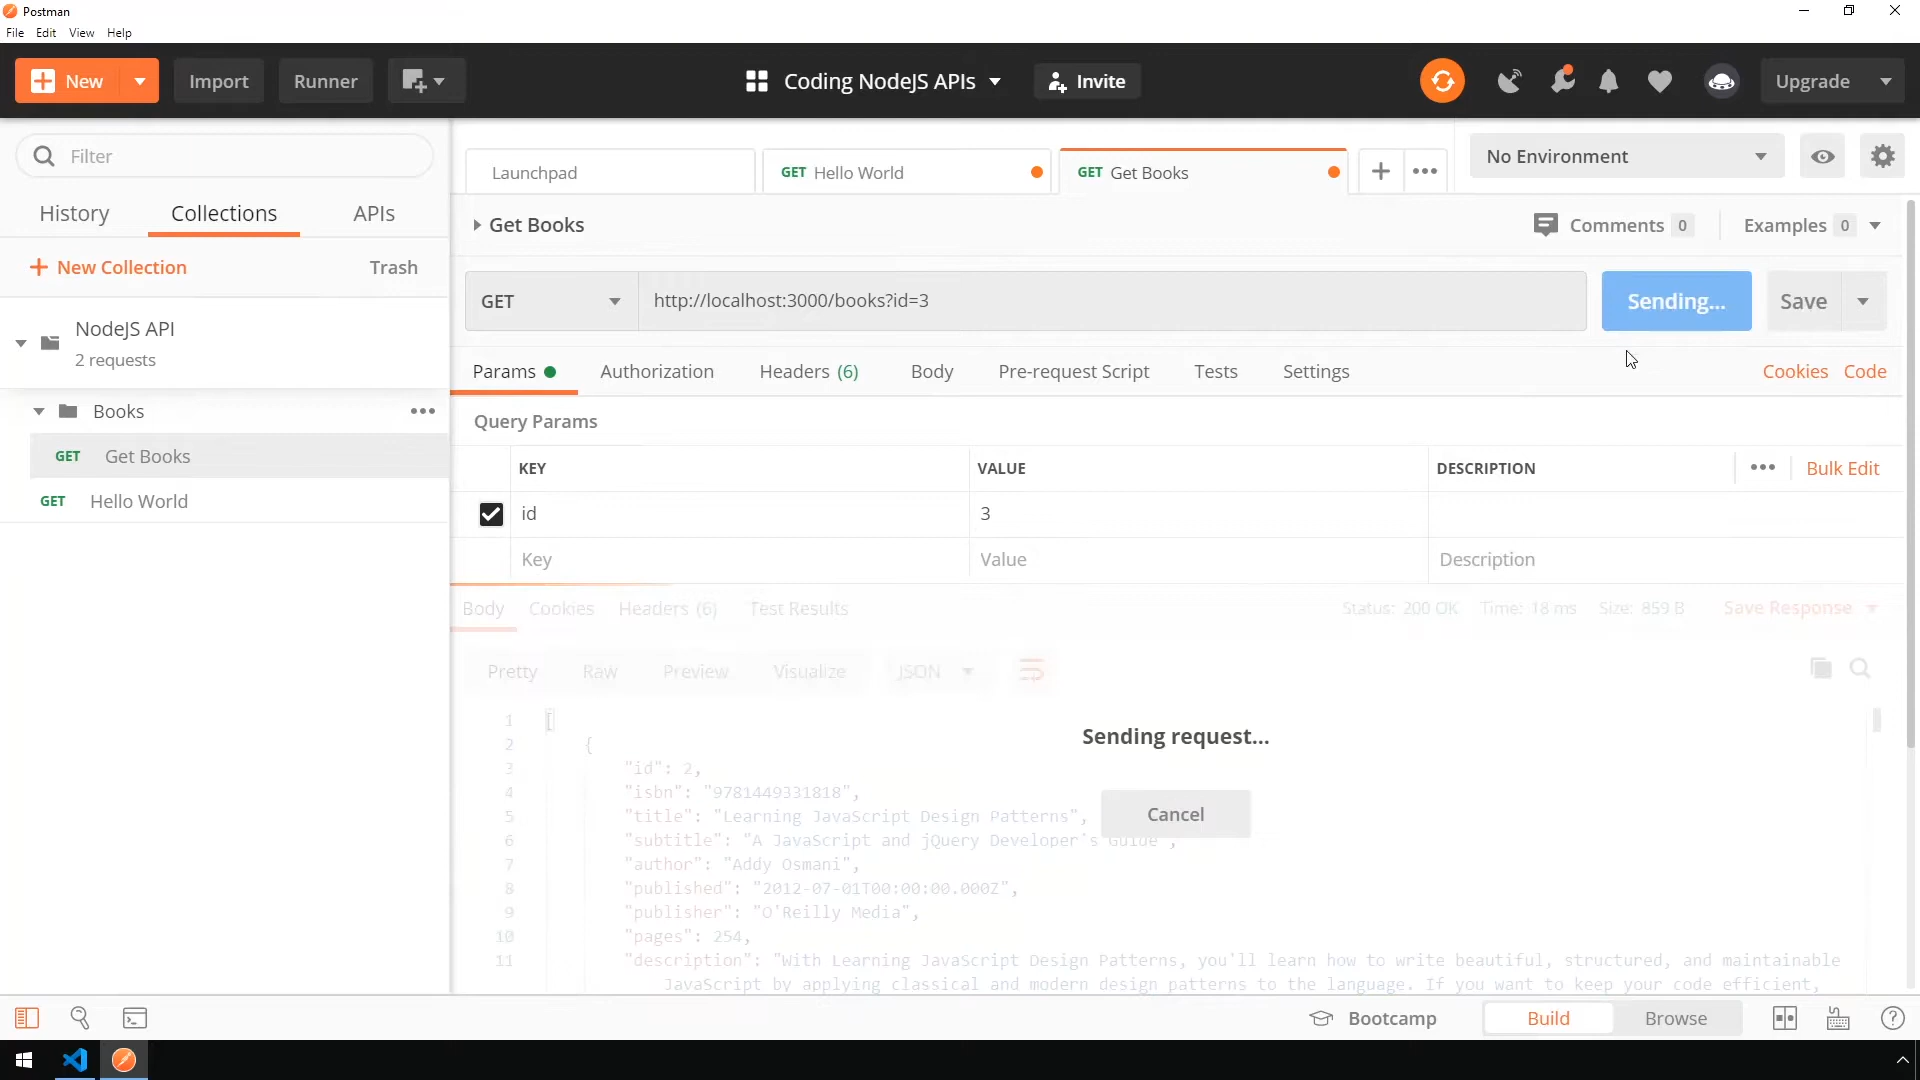 Postman
File Edit View Help
New Import Runner Coding NodeJS APIs Invite Upgrade
Filter
Launchpad GET Hello World GET Get Books No Environment
History Collections APIs
Get Books Comments 0 Examples 0
New Collection Trash
GET http://localhost:3000/books?id=3 Sending... Save
NodeJS API
2 requests
Params Authorization Headers (6) Body Pre-request Script Tests Settings Cookies Code
Books
Query Params
GET Get Books
KEY VALUE DESCRIPTION Bulk Edit
GET Hello World
id 3
Key Value Description
Body Cookies Headers (6) Test Results Status: 200 OK Time: 18 ms Size: 859 B Save Response
Pretty Raw Preview Visualize JSON
1 [
2 {
3 "id": 2,
4 "isbn": "9781449331818",
5 "title": "Learning JavaScript Design Patterns",
6 "subtitle": "A JavaScript and jQuery Developer's Guide",
7 "author": "Addy Osmani",
8 "published": "2012-07-01T00:00:00.000Z",
9 "publisher": "O'Reilly Media",
10 "pages": 254,
11 "description": "With Learning JavaScript Design Patterns, you'll learn how to write beautiful, structured, and maintainable
JavaScript by applying classical and modern design patterns to the language. If you want to keep your code efficient,
Sending request...
Cancel
Bootcamp Build Browse